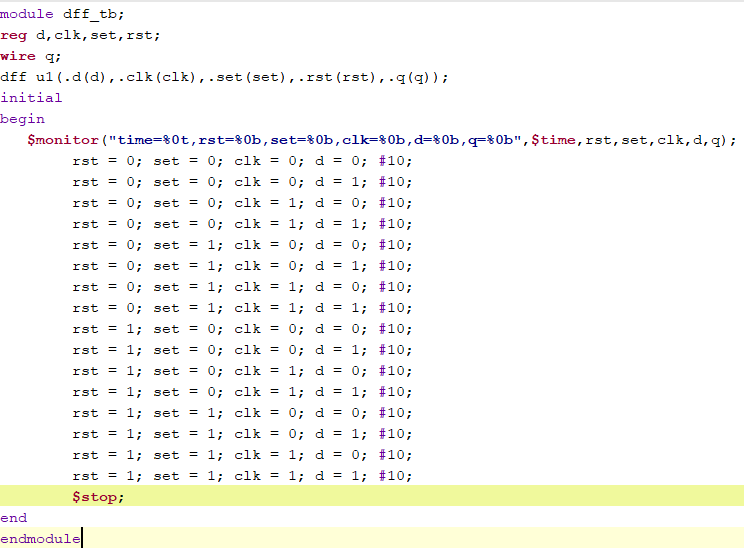 module dff_tb;
reg d,clk,set,rst;
wire q;
dff u1(.d(d),.clk(clk),.set(set),.rst(rst),.q(q));
initial
begin
$monitor("time=%0t,rst=%0b,set=%0b,clk=%0b,d=%0b,q=%0b",$time,rst,set,clk,d,q);
rst = 0; set = 0; clk = 0; d = 0; #10;
rst = 0; set = 0; clk = 0; d = 1; #10;
rst = 0; set = 0; clk = 1; d = 0; #10;
rst = 0; set = 0; clk = 1; d = 1; #10;
rst = 0; set = 1; clk = 0; d = 0; #10;
rst = 0; set = 1; clk = 0; d = 1; #10;
rst = 0; set = 1; clk = 1; d = 0; #10;
rst = 0; set = 1; clk = 1; d = 1; #10;
rst = 1; set = 0; clk = 0; d = 0; #10;
rst = 1; set = 0; clk = 0; d = 1; #10;
rst = 1; set = 0; clk = 1; d = 0; #10;
rst = 1; set = 0; clk = 1; d = 1; #10;
rst = 1; set = 1; clk = 0; d = 0; #10;
rst = 1; set = 1; clk = 0; d = 1; #10;
rst = 1; set = 1; clk = 1; d = 0; #10;
rst = 1; set = 1; clk = 1; d = 1; #10;
$stop;
end
endmodule